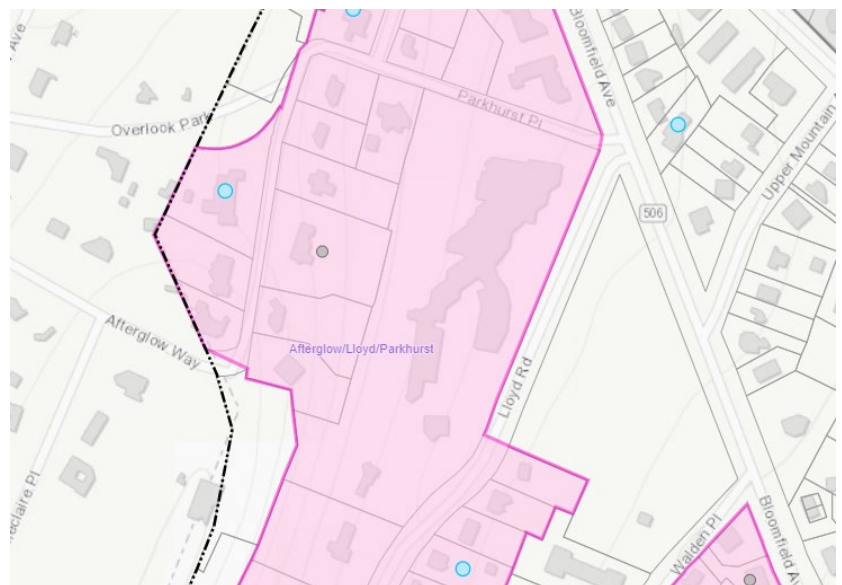 Ave
Bloomfield Ave
Overlook Park
Parkhurst Pl
Upper Mountain
506
Afterglow Way
Afterglow/Lloyd/Parkhurst
Lloyd Rd
Walden Pl
Bloomfield A